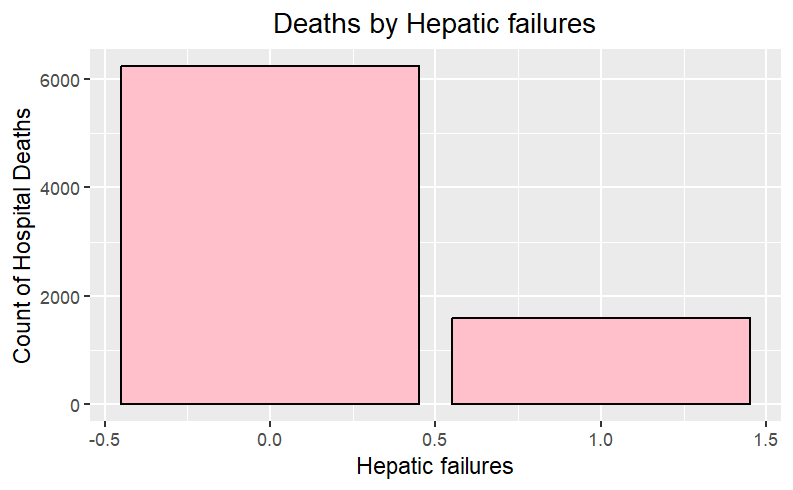 Deaths by Hepatic failures
Count of Hospital Deaths
6000
4000
2000
0
-0.5 0.0 0.5 1.0 1.5
Hepatic failures